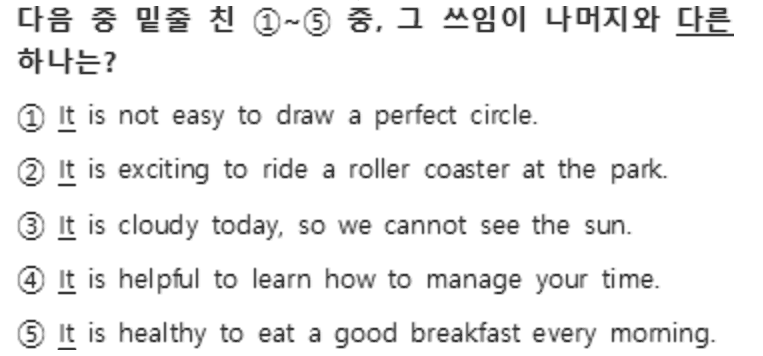 다음 중 밑줄 친 ①~⑤ 중, 그 쓰임이 나머지와 다른
하나는?
① It is not easy to draw a perfect circle.
② It is exciting to ride a roller coaster at the park.
③ It is cloudy today, so we cannot see the sun.
④ It is helpful to learn how to manage your time.
⑤ It is healthy to eat a good breakfast every morning.